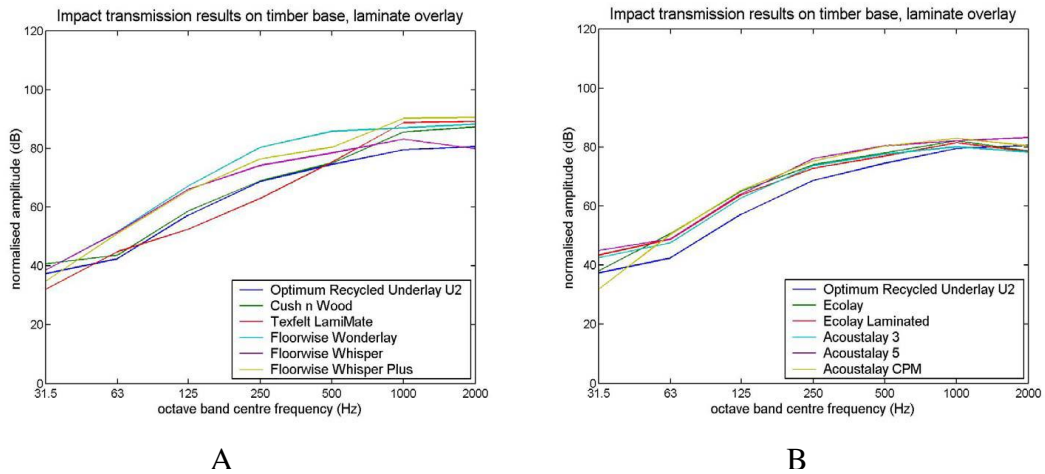 Impact transmission results on timber base, laminate overlay
120
100
80
60
40
20
0
normalised amplitude (dB)
Optimum Recycled Underlay U2
Cush n Wood
Texfelt LamiMate
Floorwise Wonderlay
Floorwise Whisper
Floorwise Whisper Plus
31.5 63 125 250 500 1000 2000
octave band centre frequency (Hz)
A
Impact transmission results on timber base, laminate overlay
120
100
80
60
40
20
0
normalised amplitude (dB)
Optimum Recycled Underlay U2
Ecolay
Ecolay Laminated
Acoustalay 3
Acoustalay 5
Acoustalay CPM
31.5 63 125 250 500 1000 2000
octave band centre frequency (Hz)
B